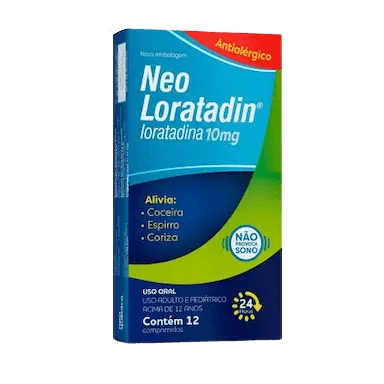 Nova embalagem
Antialérgico
Neo
Loratadin®
loratadina 10mg
Alivia:
• Coceira
• Espirro
• Coriza
NÃO
PROVOCA
SONO
USO ORAL
USO ADULTO E PEDIÁTRICO
ACIMA DE 12 ANOS
Contém 12
comprimidos
24
Horas